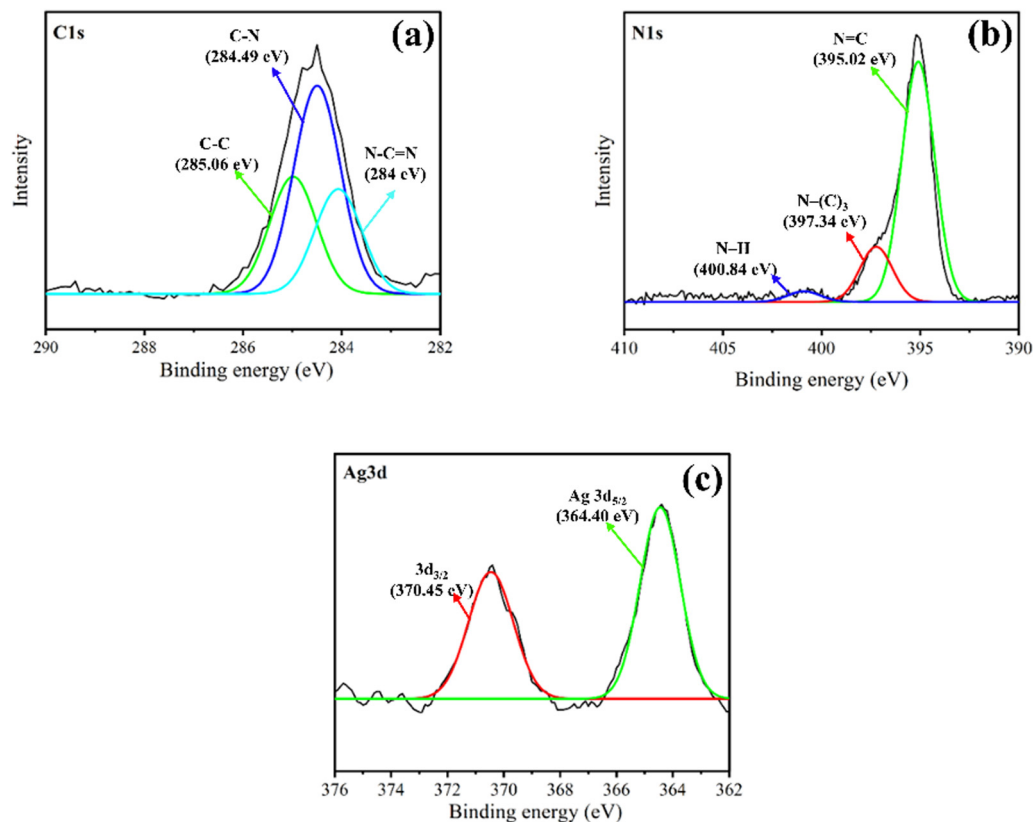 C1s
(a)
C-N
(284.49 eV)
C-C
(285.06 eV)
N-C=N
(284 eV)
Intensity
290
288
286
284
282
Binding energy (eV)
N1s
(b)
N=C
(395.02 eV)
N–(C)₃
(397.34 eV)
N–H
(400.84 eV)
Intensity
410
405
400
395
390
Binding energy (eV)
Ag3d
(c)
Ag 3d₅/₂
(364.40 eV)
3d₃/₂
(370.45 eV)
Intensity
376
374
372
370
368
366
364
362
Binding energy (eV)